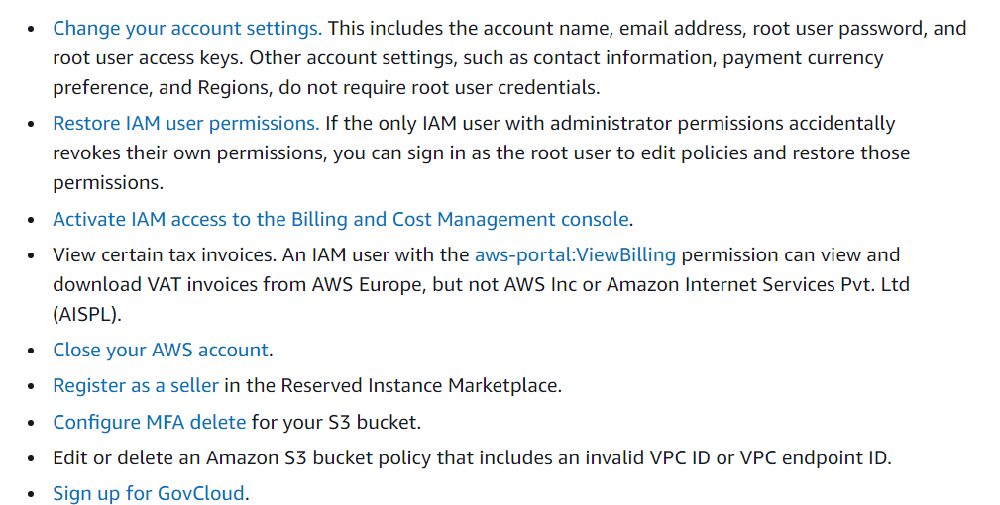 • Change your account settings. This includes the account name, email address, root user password, and
root user access keys. Other account settings, such as contact information, payment currency
preference, and Regions, do not require root user credentials.
• Restore IAM user permissions. If the only IAM user with administrator permissions accidentally
revokes their own permissions, you can sign in as the root user to edit policies and restore those
permissions.
• Activate IAM access to the Billing and Cost Management console.
• View certain tax invoices. An IAM user with the aws-portal:ViewBilling permission can view and
download VAT invoices from AWS Europe, but not AWS Inc or Amazon Internet Services Pvt. Ltd
(AISPL).
• Close your AWS account.
• Register as a seller in the Reserved Instance Marketplace.
• Configure MFA delete for your S3 bucket.
• Edit or delete an Amazon S3 bucket policy that includes an invalid VPC ID or VPC endpoint ID.
• Sign up for GovCloud.